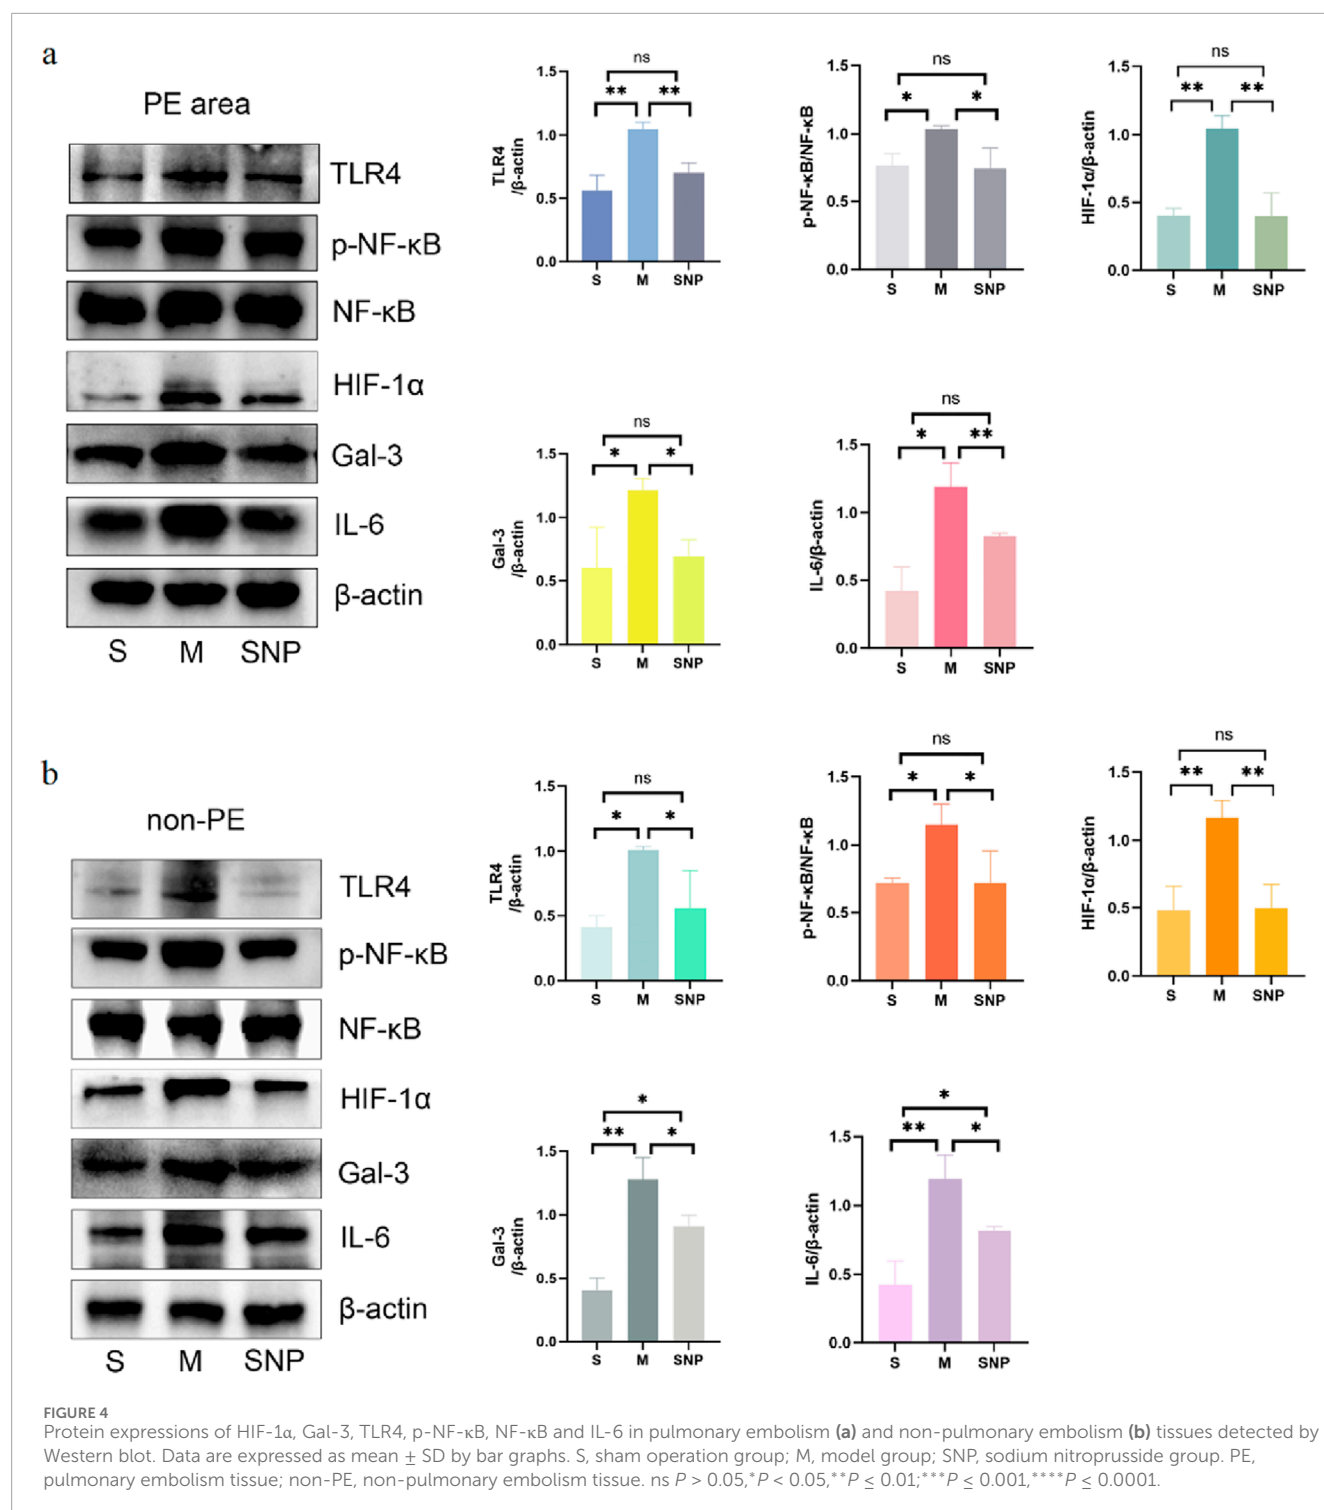 a
PE area
TLR4
p-NF-κB
NF-κB
HIF-1α
Gal-3
IL-6
β-actin
S M SNP
ns
** **
1.5
1.0
0.5
0.0
TLR4
/β-actin
S M SNP
ns
* *
1.5
1.0
0.5
0.0
p-NF-κB/NF-κB
S M SNP
ns
** **
1.5
1.0
0.5
0.0
HIF-1α/β-actin
S M SNP
ns
* *
1.5
1.0
0.5
0.0
Gal-3
/β-actin
S M SNP
ns
* **
1.5
1.0
0.5
0.0
IL-6/β-actin
S M SNP
b
non-PE
TLR4
p-NF-κB
NF-κB
HIF-1α
Gal-3
IL-6
β-actin
S M SNP
ns
* *
1.5
1.0
0.5
0.0
TLR4
/β-actin
S M SNP
ns
* *
1.5
1.0
0.5
0.0
p-NF-κB/NF-κB
S M SNP
ns
** **
1.5
1.0
0.5
0.0
HIF-1α/β-actin
S M SNP
*
** *
1.5
1.0
0.5
0.0
Gal-3
/β-actin
S M SNP
*
** *
1.5
1.0
0.5
0.0
IL-6/β-actin
S M SNP
FIGURE 4
Protein expressions of HIF-1α, Gal-3, TLR4, p-NF-κB, NF-κB and IL-6 in pulmonary embolism (a) and non-pulmonary embolism (b) tissues detected by
Western blot. Data are expressed as mean ± SD by bar graphs. S, sham operation group; M, model group; SNP, sodium nitroprusside group. PE,
pulmonary embolism tissue; non-PE, non-pulmonary embolism tissue. ns P > 0.05,*P < 0.05,**P ≤ 0.01;***P ≤ 0.001,****P ≤ 0.0001.